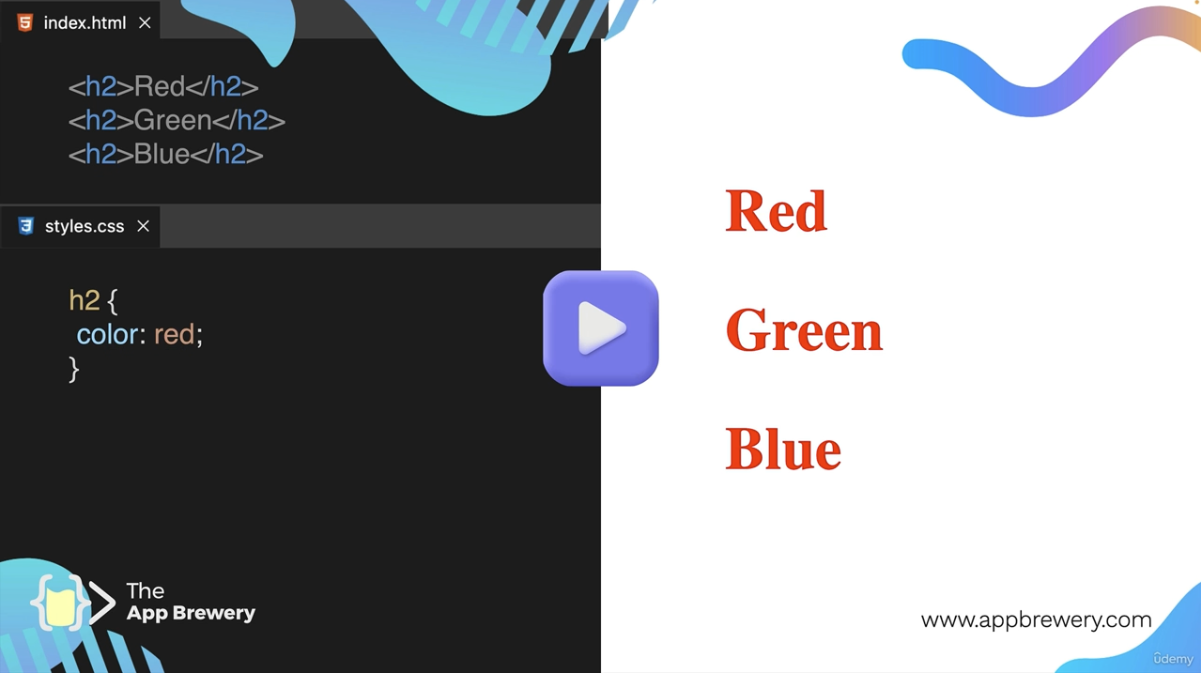 index.html
<h2>Red</h2>
<h2>Green</h2>
<h2>Blue</h2>
styles.css
h2 {
color: red;
}
Red
Green
Blue
The
App Brewery
www.appbrewery.com
ûdemy